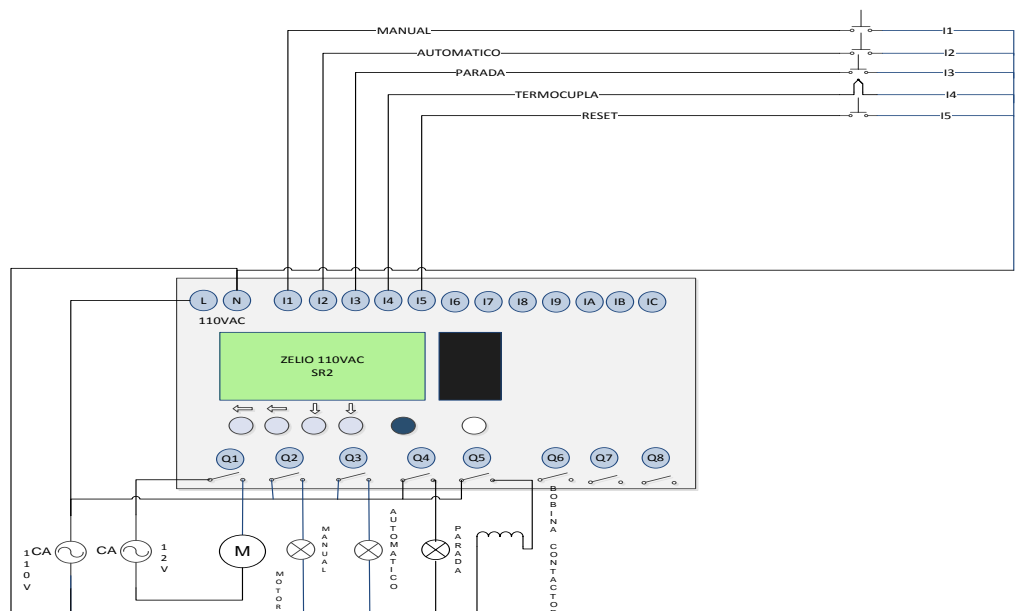 MANUAL
I1
AUTOMATICO
I2
PARADA
I3
TERMOCUPLA
I4
RESET
I5
L
N
I1
I2
I3
I4
I5
I6
I7
I8
I9
IA
IB
IC
110VAC
ZELIO 110VAC
SR2
Q1
Q2
Q3
Q4
Q5
Q6
Q7
Q8
110V
CA
CA
12V
M
MOTOR
MANUAL
AUTOMATICO
PARADA
BOBINA CONTACTOR